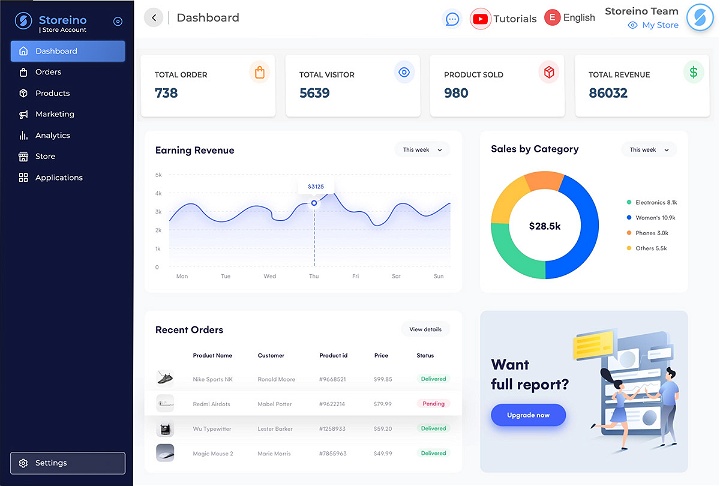 Storeino
| Store Account
Dashboard
Orders
Products
Marketing
Analytics
Store
Applications
Settings
Dashboard
Tutorials
E English
Storeino Team
My Store
TOTAL ORDER
738
TOTAL VISITOR
5639
PRODUCT SOLD
980
TOTAL REVENUE
86032
$
Earning Revenue
This week
5k
4k
3k
2k
1k
0
$3125
Mon Tue Wed Thu Fri Sar Sun
Sales by Category
This week
$28.5k
Electronics 8.1k
Women's 10.9k
Phones 3.0k
Others 5.5k
Recent Orders
View details
Product Name Customer Product id Price Status
Nike Sports NK Ronald Moore #9668521 $99.85 Delivered
Redmi Airdots Mabel Porter #9622214 $79.99 Pending
Wu Typewitter Lester Barker #1258933 $59.20 Delivered
Magic Mouse 2 Marie Morris #7855963 $49.99 Delivered
Want
full report?
Upgrade now